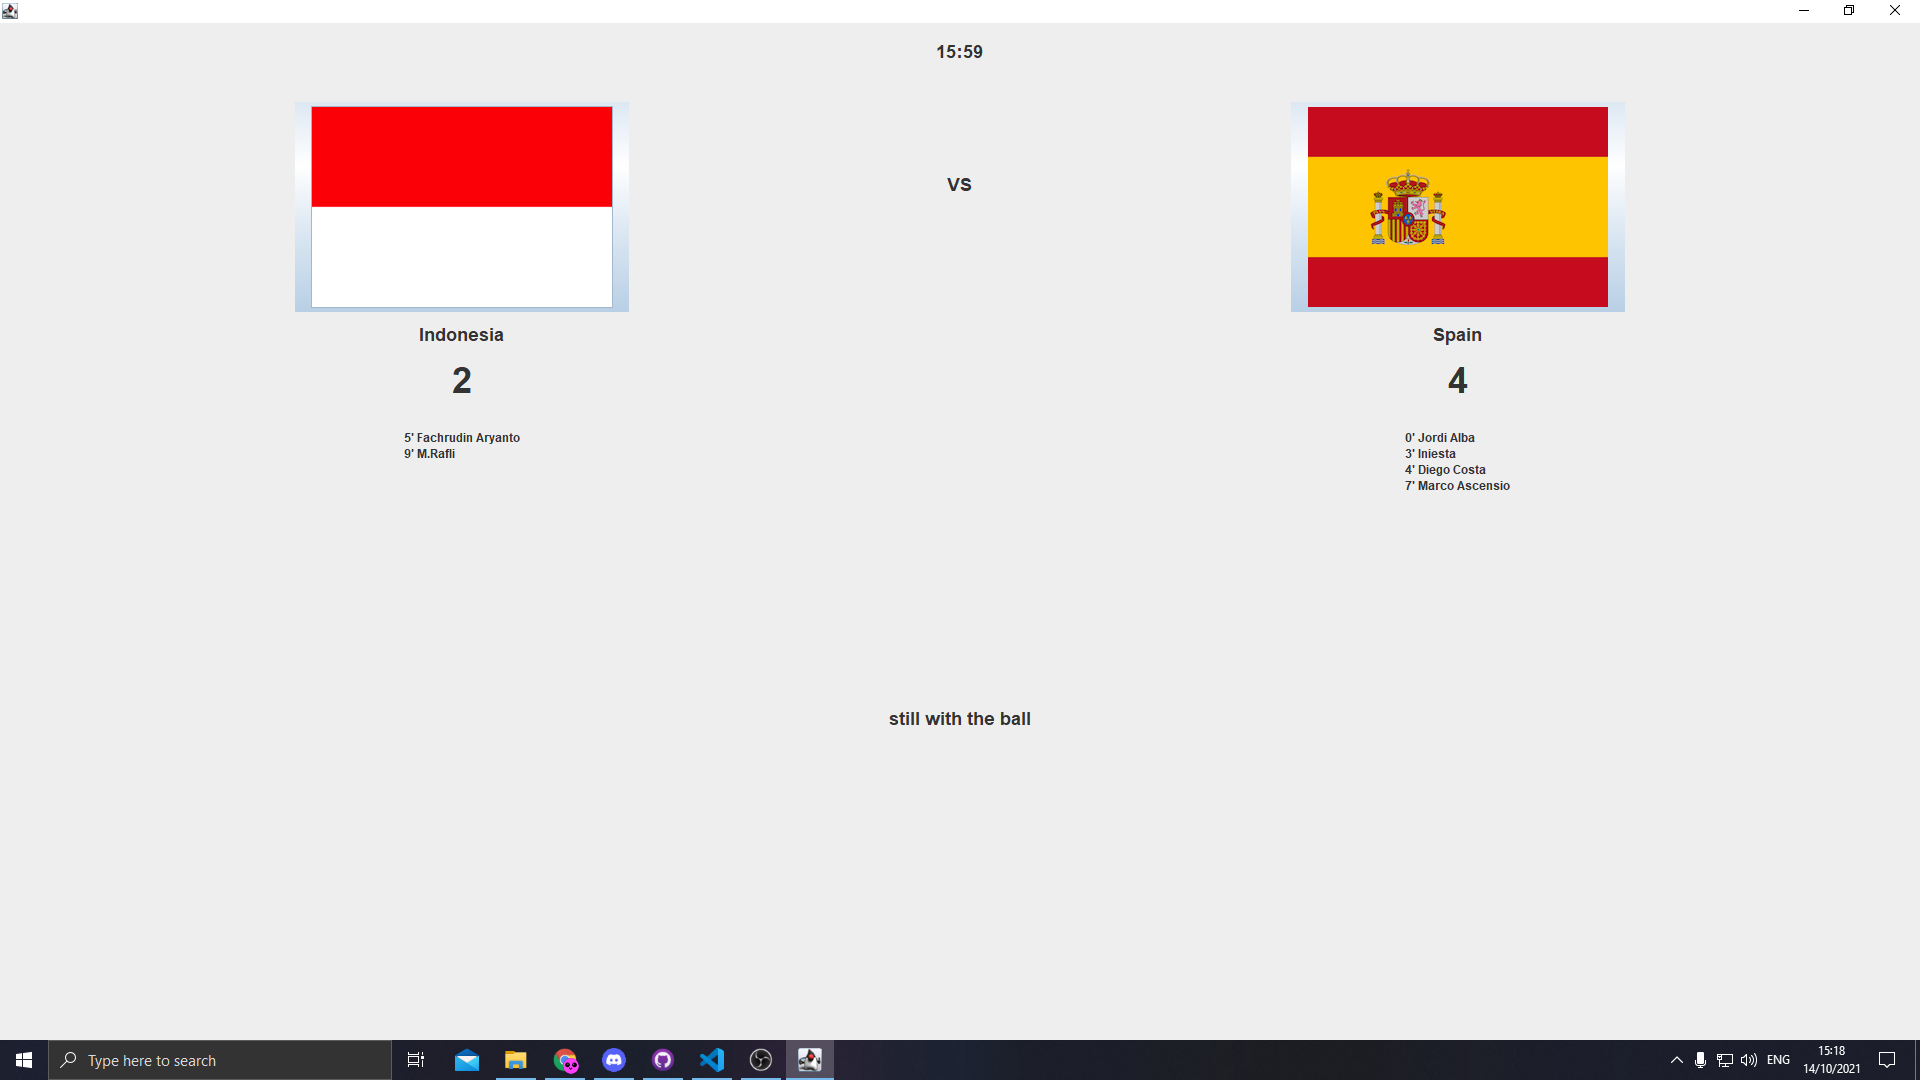 15:59
VS
Indonesia
Spain
2
4
5' Fachrudin Aryanto
9' M.Rafli
0' Jordi Alba
3' Iniesta
4' Diego Costa
7' Marco Ascensio
still with the ball
Type here to search
ENG
15:18
14/10/2021